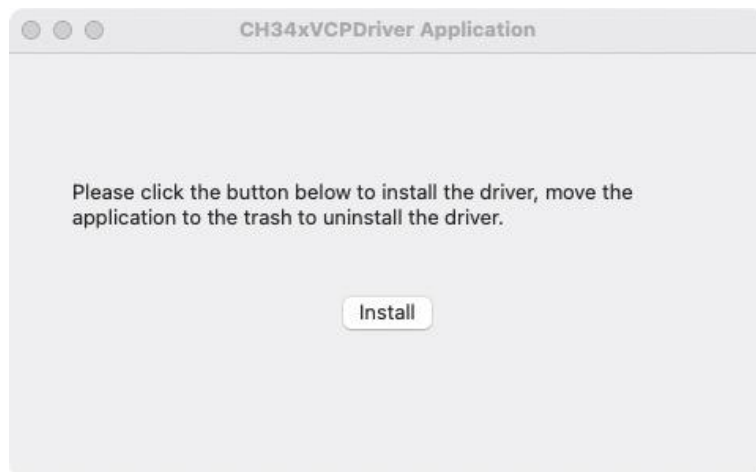 CH34xVCPDriver Application
Please click the button below to install the driver, move the
application to the trash to uninstall the driver.
Install